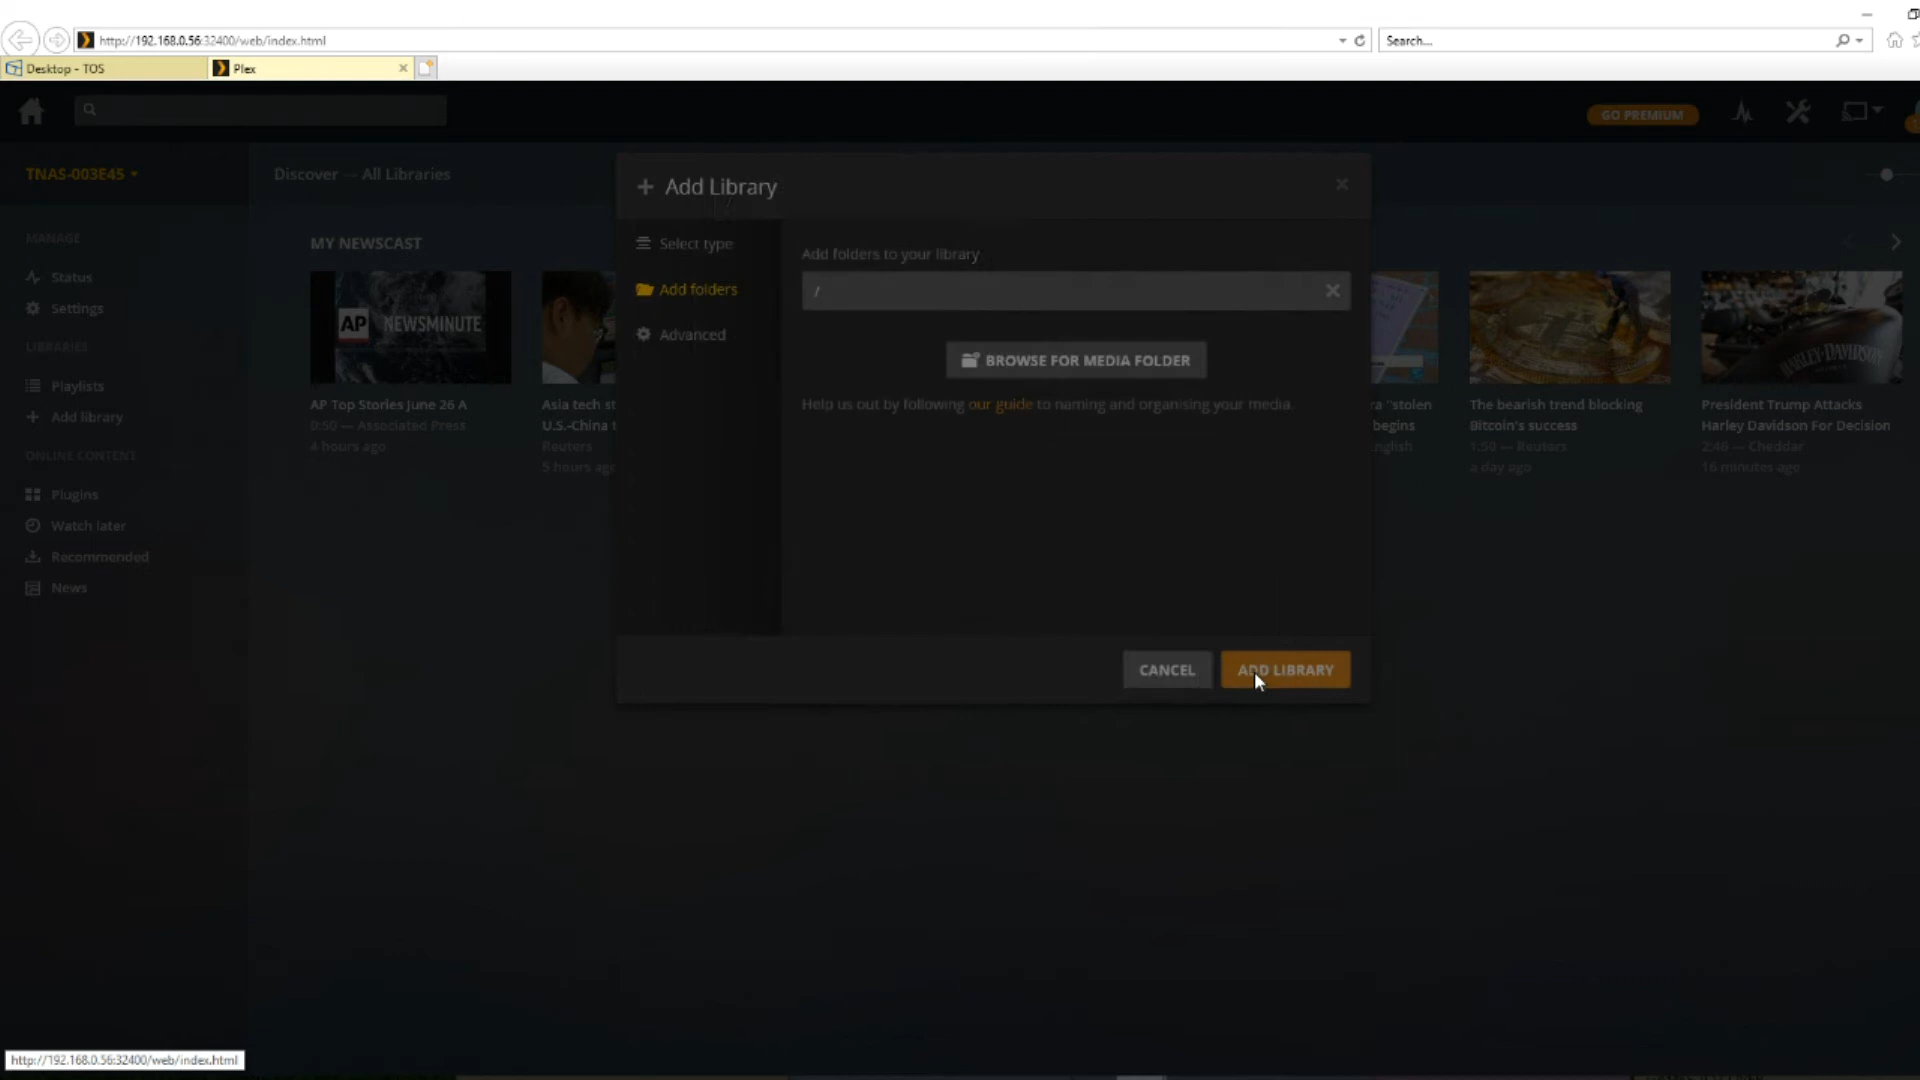 http://192.168.0.56:32400/web/index.html
Search...
Desktop - TOS
Plex
GO PREMIUM
TNAS-003E45
Discover — All Libraries
MANAGE
Status
Settings
LIBRARIES
Playlists
Add library
ONLINE CONTENT
Plugins
Watch later
Recommended
News
MY NEWSCAST
AP NEWSMINUTE
AP Top Stories June 26 A
0:50 — Associated Press
4 hours ago
Asia tech st
U.S.-China
Reuters
5 hours ago
Add Library
Select type
Add folders
Advanced
Add folders to your library
/
BROWSE FOR MEDIA FOLDER
Help us out by following our guide to naming and organising your media.
CANCEL
ADD LIBRARY
ra "stolen
begins
nglish
The bearish trend blocking
Bitcoin's success
1:50 — Reuters
a day ago
HARLEY-DAVIDSON
President Trump Attacks
Harley Davidson For Decision
2:46 — Cheddar
16 minutes ago
http://192.168.0.56:32400/web/index.html